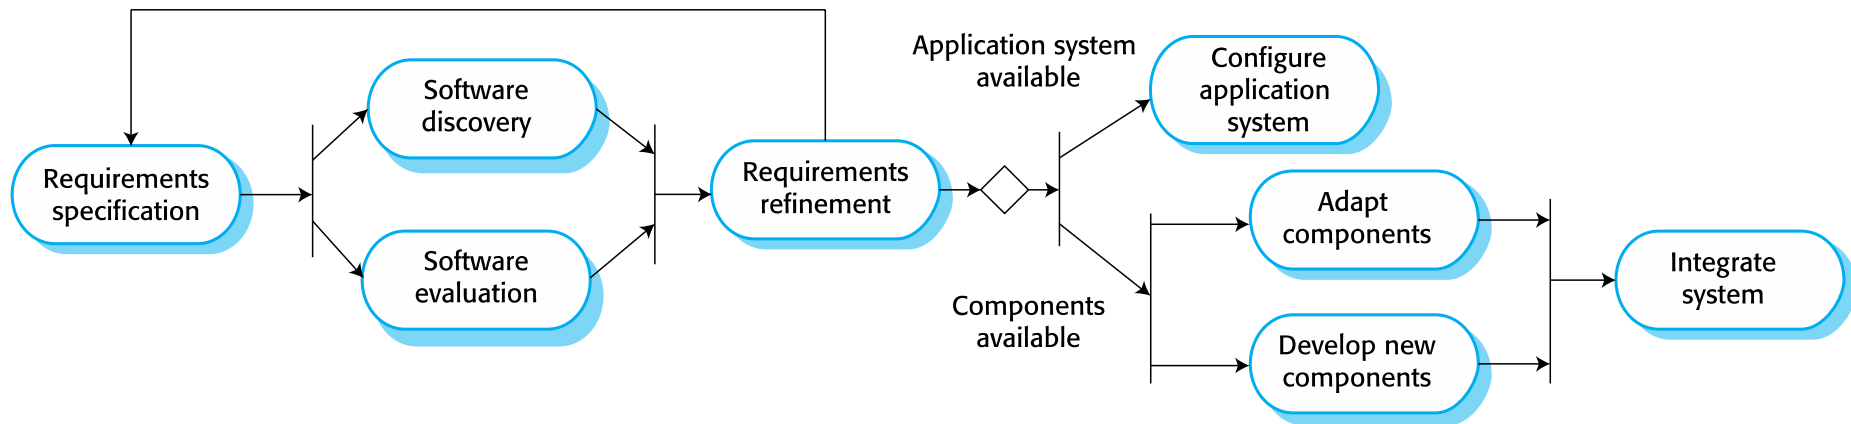 Requirements
specification
Software
discovery
Software
evaluation
Requirements
refinement
Application system
available
Configure
application
system
Components
available
Adapt
components
Develop new
components
Integrate
system